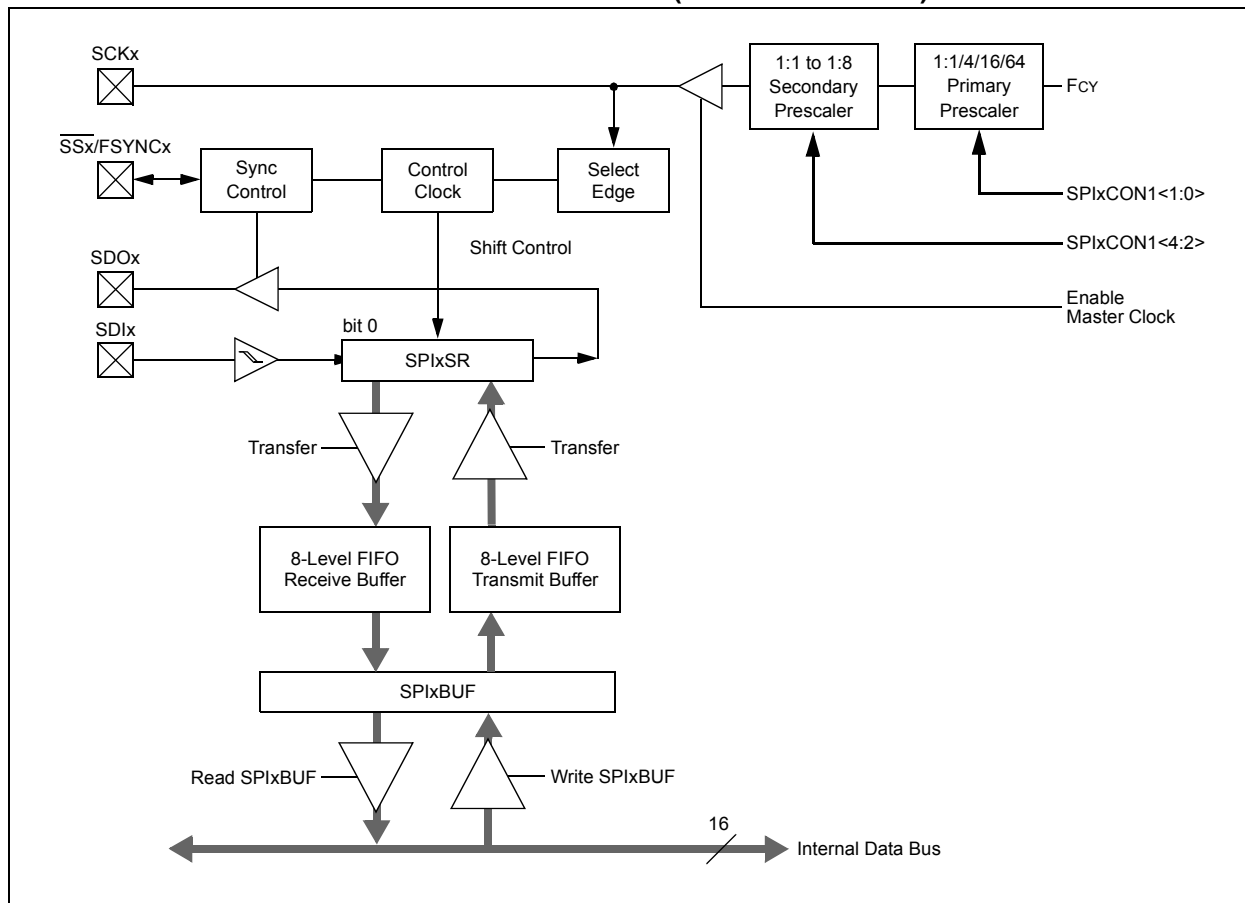 SCKx
1:1 to 1:8
Secondary
Prescaler
1:1/4/16/64
Primary
Prescaler
FCY
SSx/FSYNCx
Sync
Control
Control
Clock
Select
Edge
SPIxCON1<1:0>
Shift Control
SPIxCON1<4:2>
SDOx
Enable
Master Clock
SDIx
bit 0
SPIxSR
Transfer
Transfer
8-Level FIFO
Receive Buffer
8-Level FIFO
Transmit Buffer
SPIxBUF
Read SPIxBUF
Write SPIxBUF
16
Internal Data Bus